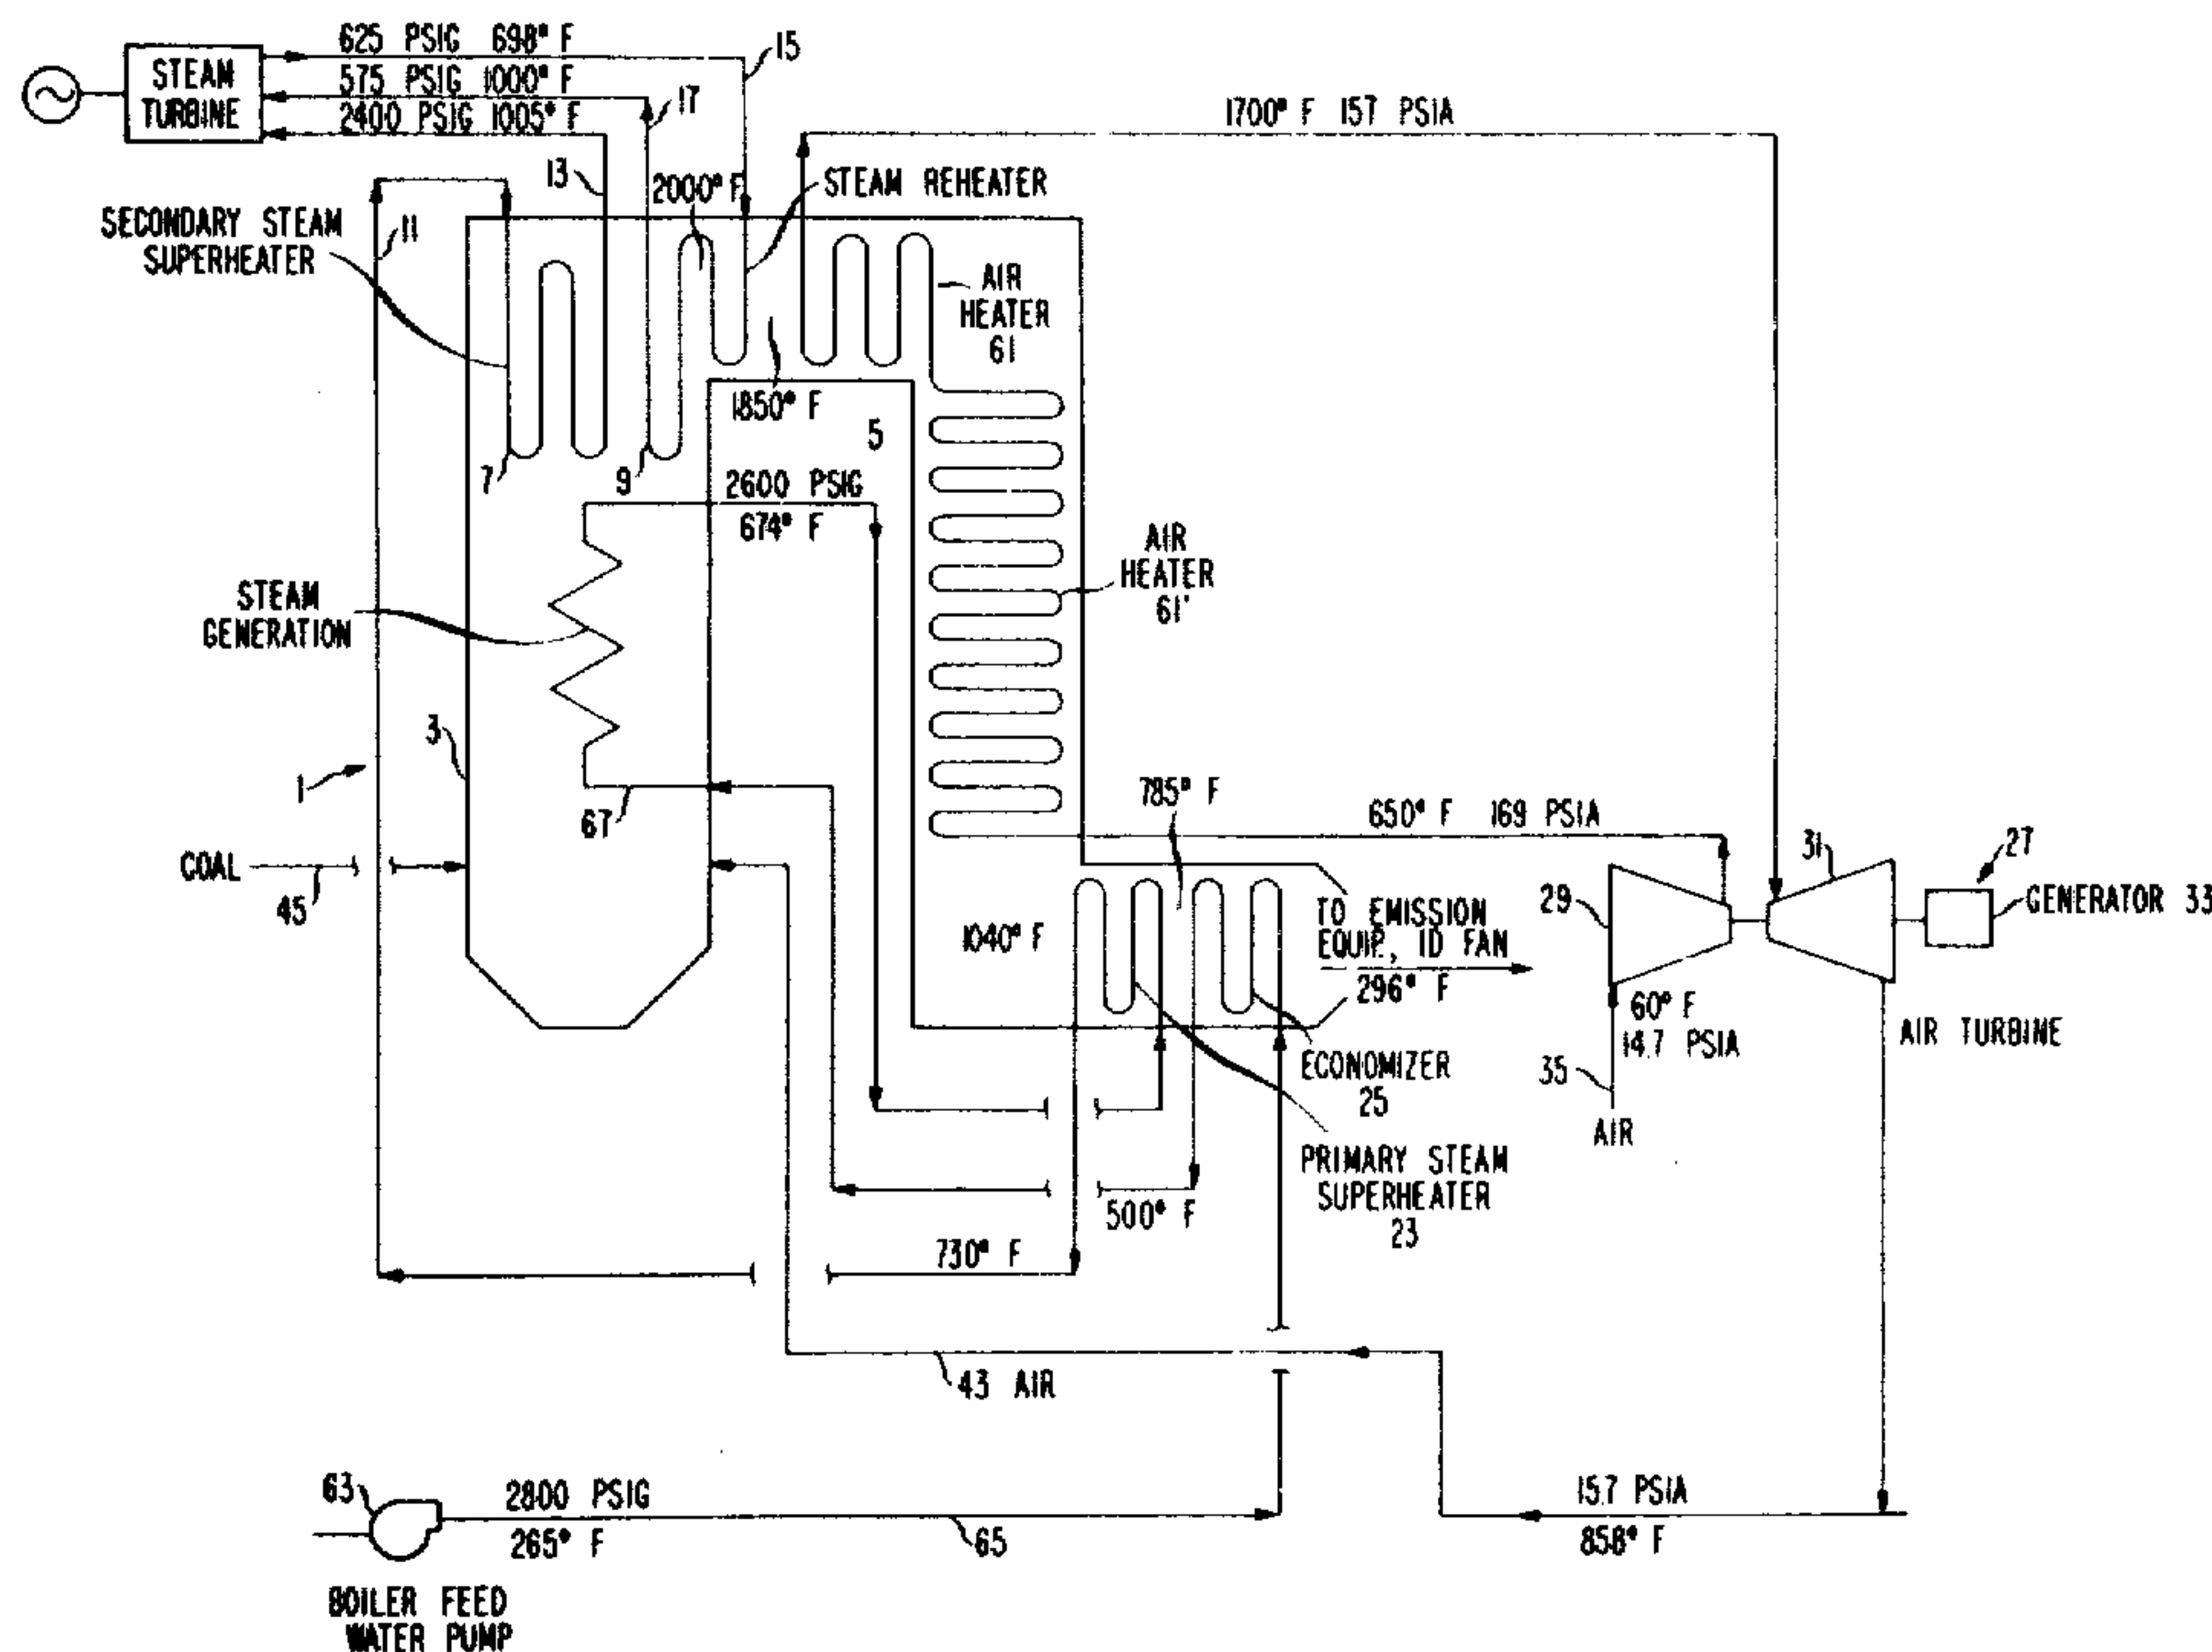 625 PSIG 698° F
15
STEAM
TURBINE
575 PSIG 1000° F
17
2400 PSIG 1005° F
1700° F 157 PSIA
13
2000° F
STEAM REHEATER
SECONDARY STEAM
SUPERHEATER
11
AIR
HEATER
61
1850° F
5
7
9
2600 PSIG
674° F
AIR
HEATER
61'
STEAM
GENERATION
3
1
67
785° F
650° F 169 PSIA
COAL
45
31
27
29
GENERATOR 33
1040° F
TO EMISSION
EQUIP., ID FAN
296° F
60° F
14.7 PSIA
AIR TURBINE
35
AIR
ECONOMIZER
25
PRIMARY STEAM
SUPERHEATER
23
500° F
730° F
43 AIR
63
2800 PSIG
265° F
65
15.7 PSIA
858° F
BOILER FEED
WATER PUMP